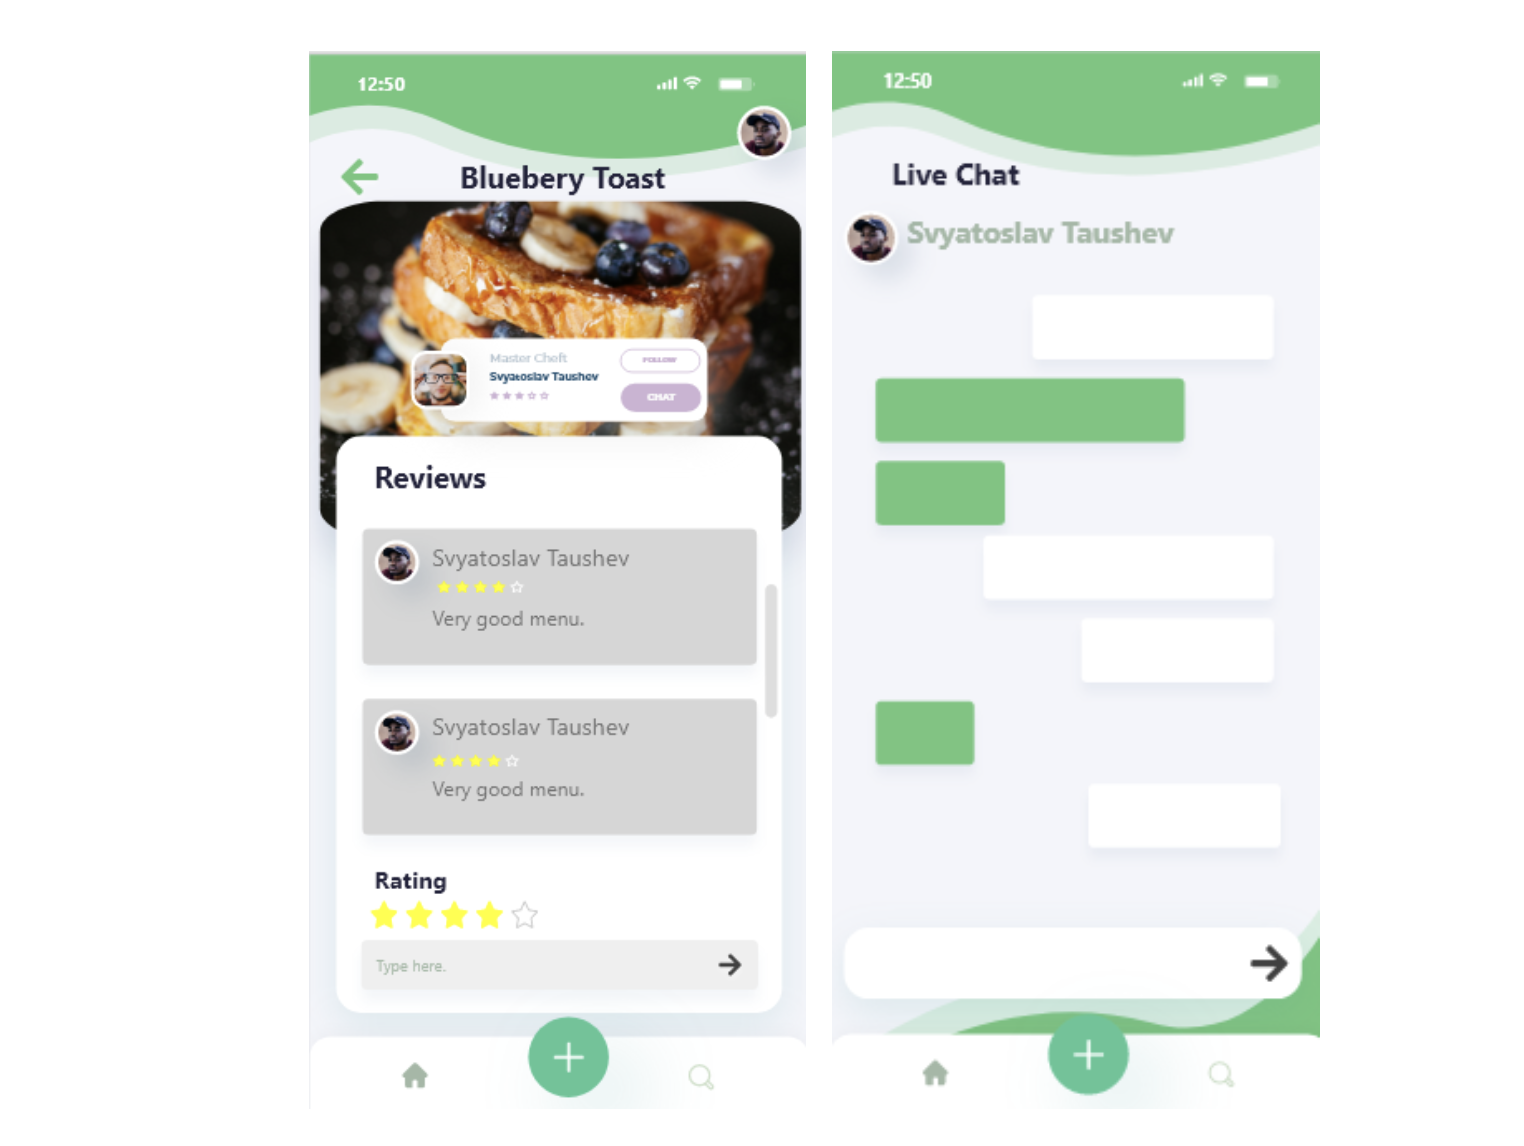 12:50
Bluebery Toast
Master Cheft
Svyatoslav Taushev
FOLLOW
CHAT
Reviews
Svyatoslav Taushev
Very good menu.
Svyatoslav Taushev
Very good menu.
Rating
Type here.
12:50
Live Chat
Svyatoslav Taushev